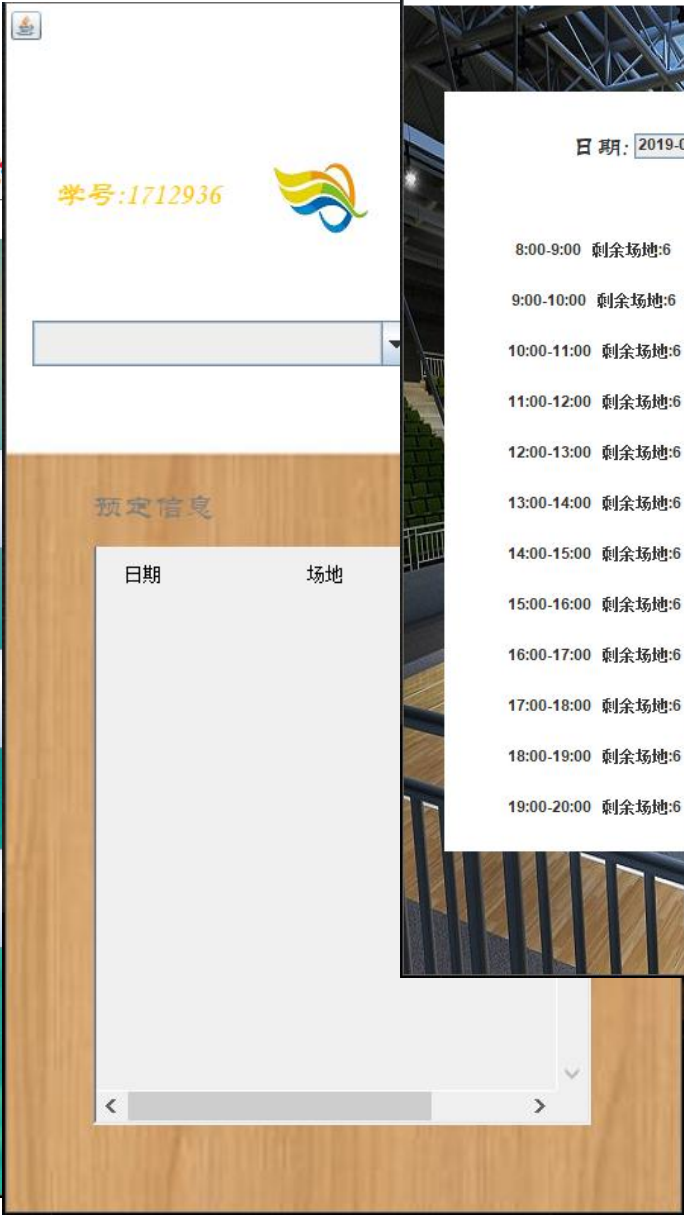 学号:1712936
预定信息
日期 场地
日期: 2019-0
8:00-9:00 剩余场地:6
9:00-10:00 剩余场地:6
10:00-11:00 剩余场地:6
11:00-12:00 剩余场地:6
12:00-13:00 剩余场地:6
13:00-14:00 剩余场地:6
14:00-15:00 剩余场地:6
15:00-16:00 剩余场地:6
16:00-17:00 剩余场地:6
17:00-18:00 剩余场地:6
18:00-19:00 剩余场地:6
19:00-20:00 剩余场地:6